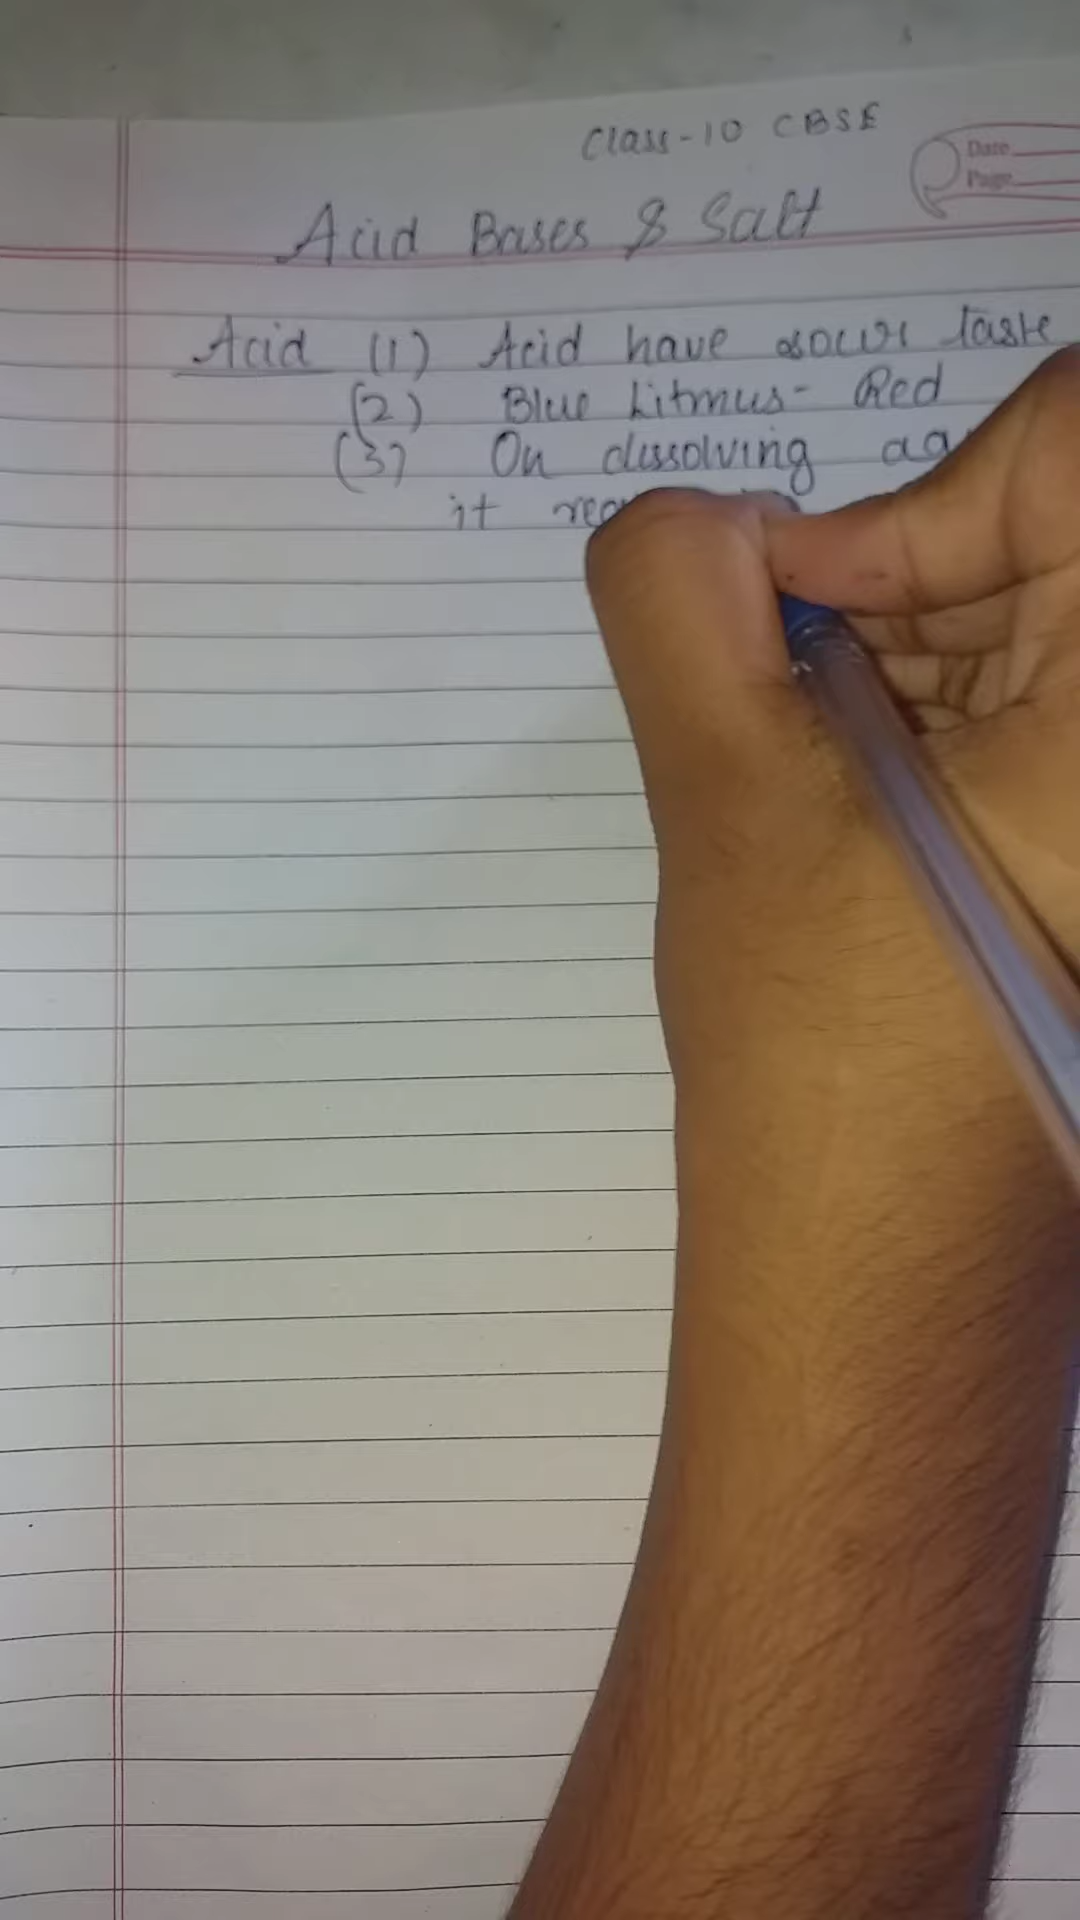 Class-10 CBSE
Date
Page
Acid Bases & Salt
Acid (1) Acid have sour taste
(2) Blue Litmus- Red
(3) On dissolving
it